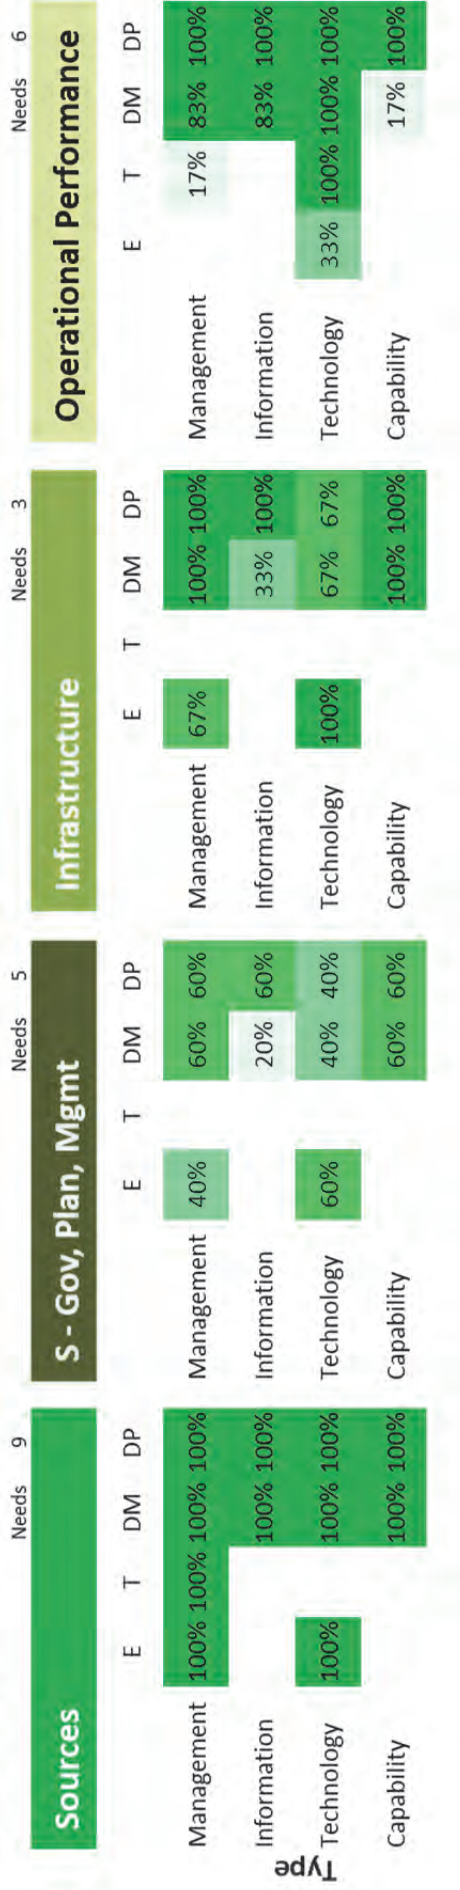 Needs 9
Sources
E T DM DP
Type
Management 100% 100% 100% 100%
Information 100% 100%
Technology 100% 100% 100%
Capability 100% 100%
Needs 5
S - Gov, Plan, Mgmt
E T DM DP
Management 40% 60% 60%
Information 20% 60%
Technology 60% 40% 40%
Capability 60% 60%
Needs 3
Infrastructure
E T DM DP
Management 67% 100% 100%
Information 33% 100%
Technology 100% 67% 67%
Capability 100% 100%
Needs 6
Operational Performance
E T DM DP
Management 17% 83% 100%
Information 83% 100%
Technology 33% 100% 100% 100%
Capability 17% 100%